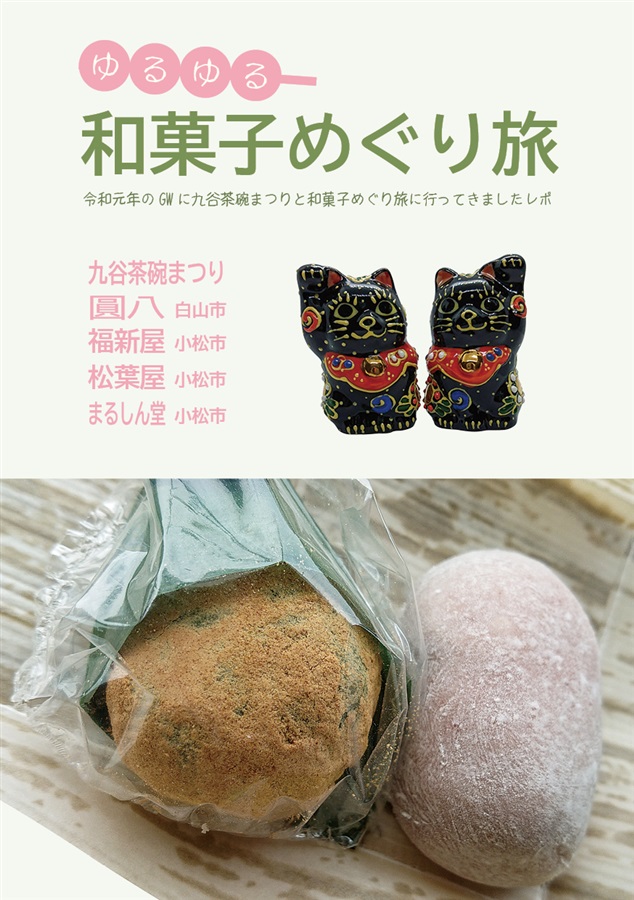 ゆるゆるー
和菓子めぐり旅
令和元年のGWに九谷茶碗まつりと和菓子めぐり旅に行ってきましたレポ
九谷茶碗まつり
圓八 白山市
福新屋 小松市
松葉屋 小松市
まるしん堂 小松市